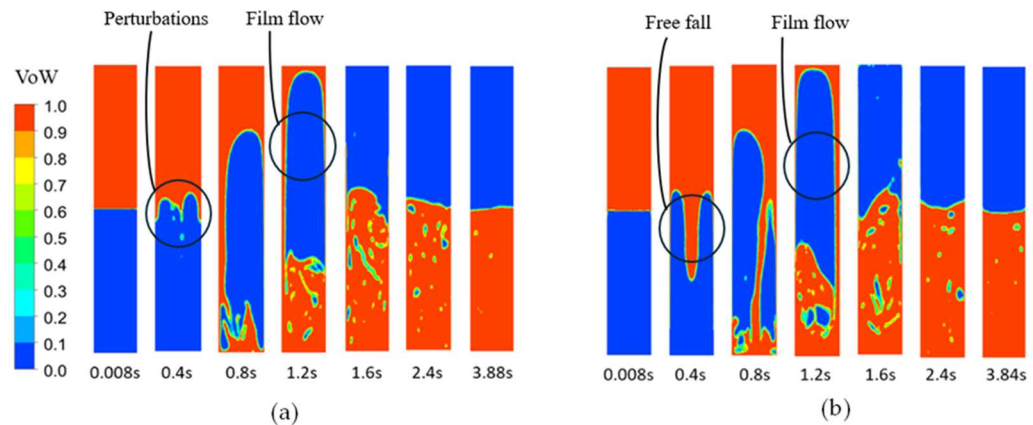 Perturbations Film flow
VoW
1.0
0.9
0.8
0.7
0.6
0.5
0.4
0.3
0.2
0.1
0.0
0.008s 0.4s 0.8s 1.2s 1.6s 2.4s 3.88s
(a)
Free fall Film flow
0.008s 0.4s 0.8s 1.2s 1.6s 2.4s 3.84s
(b)